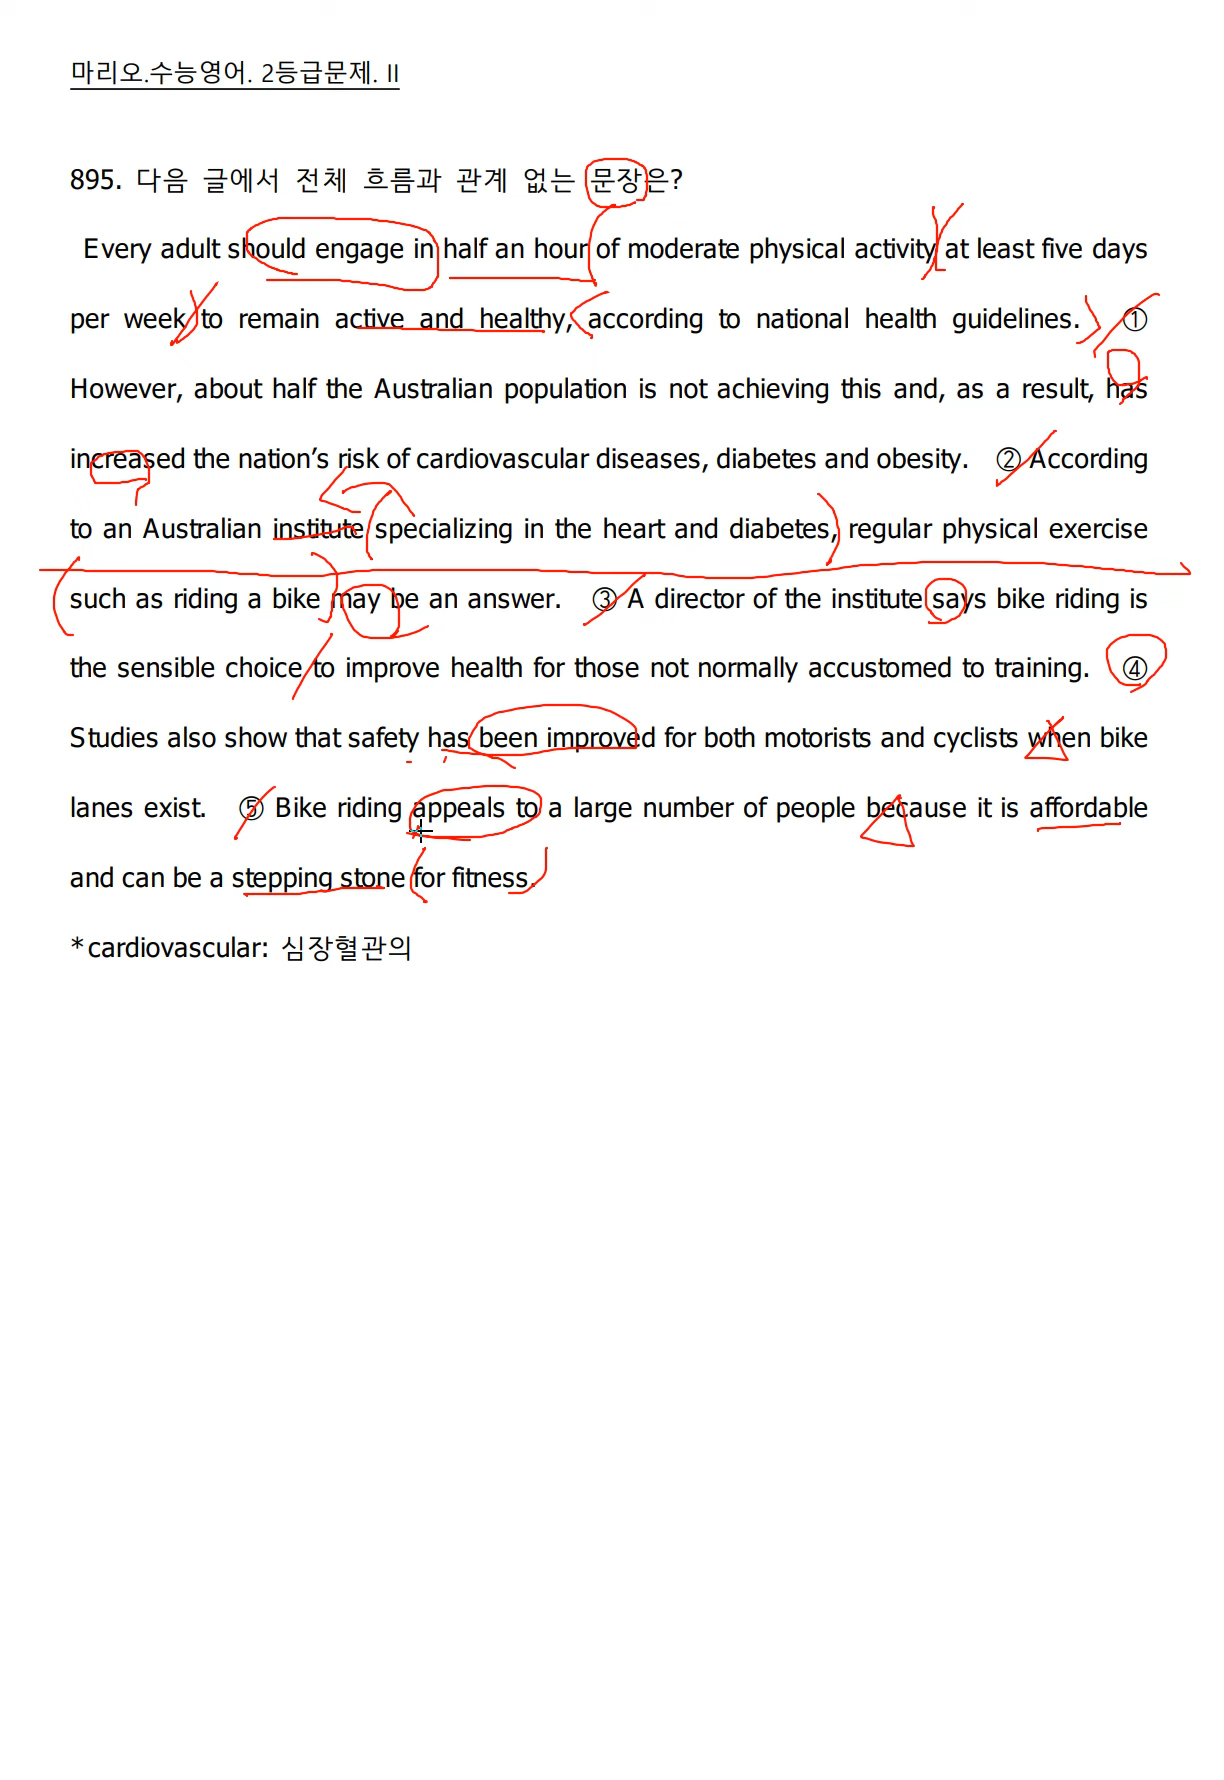 마리오.수능영어. 2등급문제. II
895. 다음 글에서 전체 흐름과 관계 없는 문장은?
Every adult should engage in half an hour of moderate physical activity at least five days
per week to remain active and healthy, according to national health guidelines. ①
However, about half the Australian population is not achieving this and, as a result, has
increased the nation’s risk of cardiovascular diseases, diabetes and obesity. ② According
to an Australian institute specializing in the heart and diabetes, regular physical exercise
such as riding a bike may be an answer. ③ A director of the institute says bike riding is
the sensible choice to improve health for those not normally accustomed to training. ④
Studies also show that safety has been improved for both motorists and cyclists when bike
lanes exist. ⑤ Bike riding appeals to a large number of people because it is affordable
and can be a stepping stone for fitness.
*cardiovascular: 심장혈관의